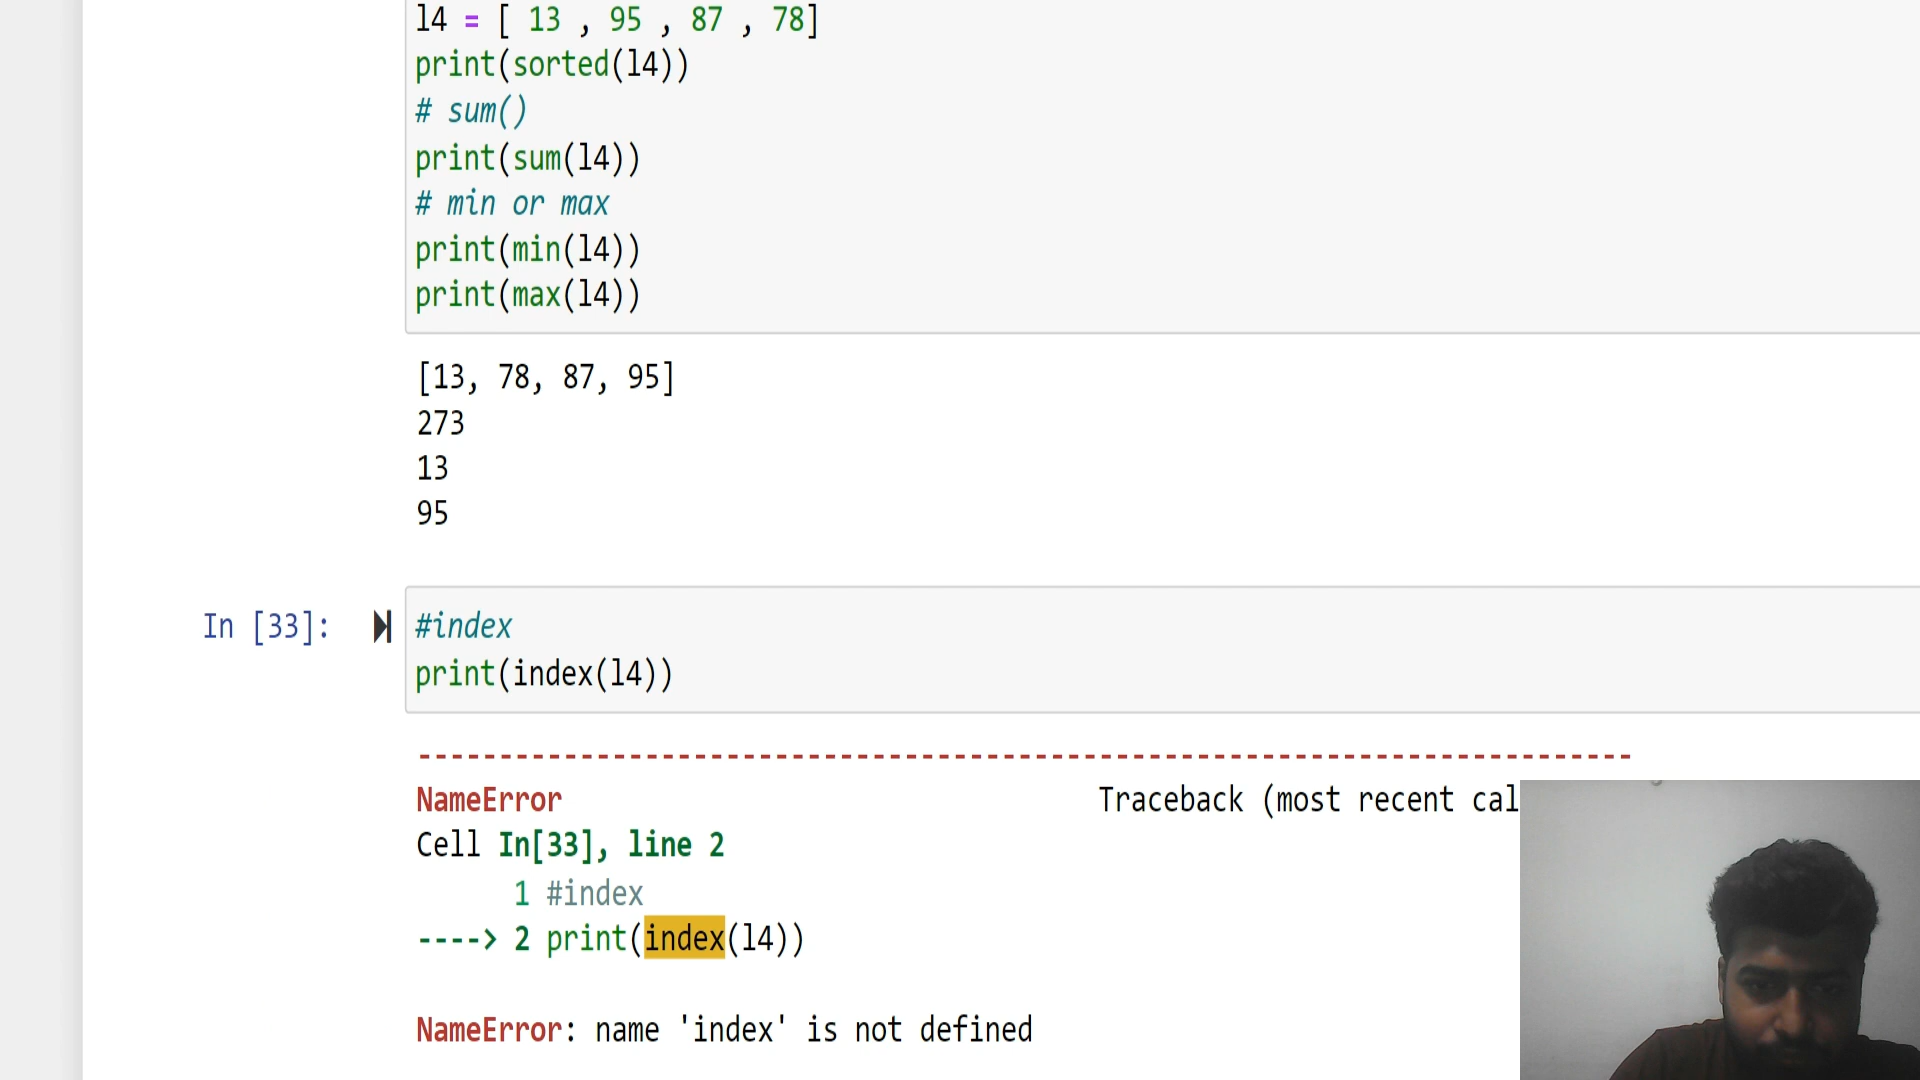 l4 = [ 13 , 95 , 87 , 78]
print(sorted(l4))
# sum()
print(sum(l4))
# min or max
print(min(l4))
print(max(l4))
[13, 78, 87, 95]
273
13
95
In [33]:
#index
print(index(l4))
---------------------------------------------------------------------------
NameError Traceback (most recent cal
Cell In[33], line 2
1 #index
----> 2 print(index(l4))
NameError: name 'index' is not defined